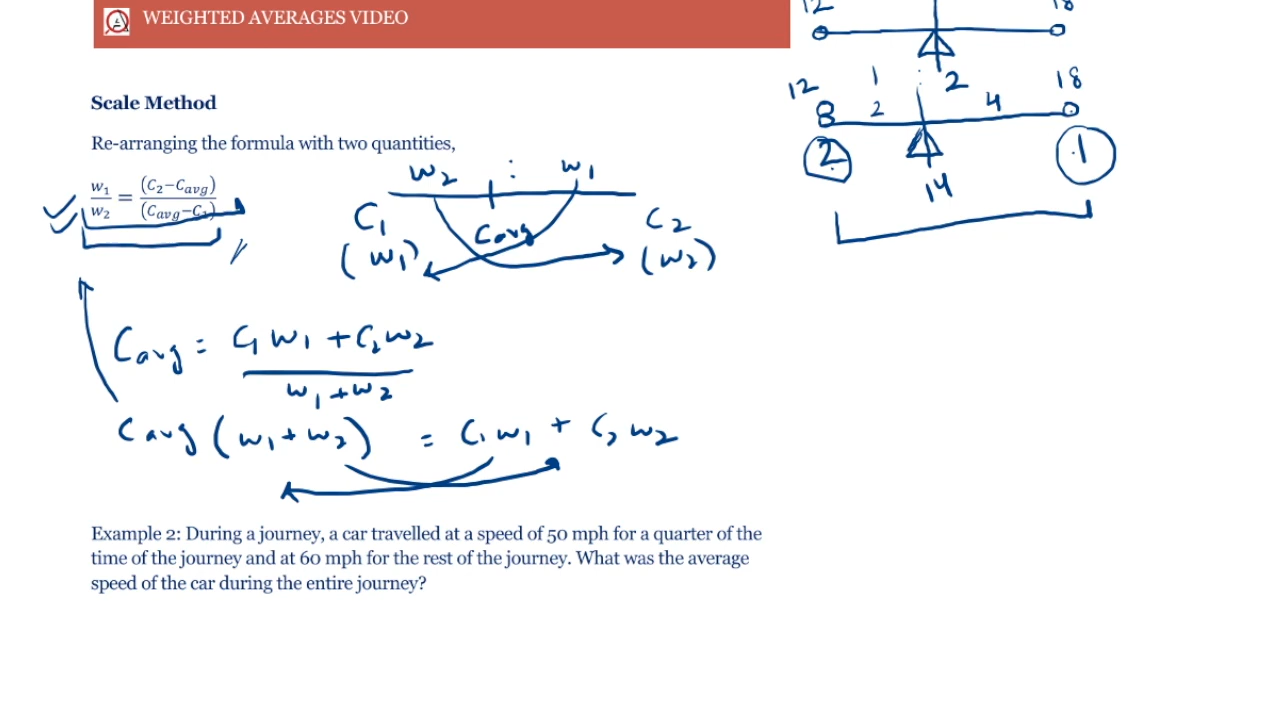 WEIGHTED AVERAGES VIDEO
12 18
Scale Method
Re-arranging the formula with two quantities,
w₁/w₂ = (C₂−Cavg)/(Cavg−C₁)
w₂ : w₁
C₁ Cavg C₂
(w₁) (w₂)
12 1 : 2 18
2 4
2 1
14
Cavg = C₁w₁ + C₂w₂
w₁+w₂
Cavg (w₁+w₂) = C₁w₁ + C₂w₂
Example 2: During a journey, a car travelled at a speed of 50 mph for a quarter of the
time of the journey and at 60 mph for the rest of the journey. What was the average
speed of the car during the entire journey?